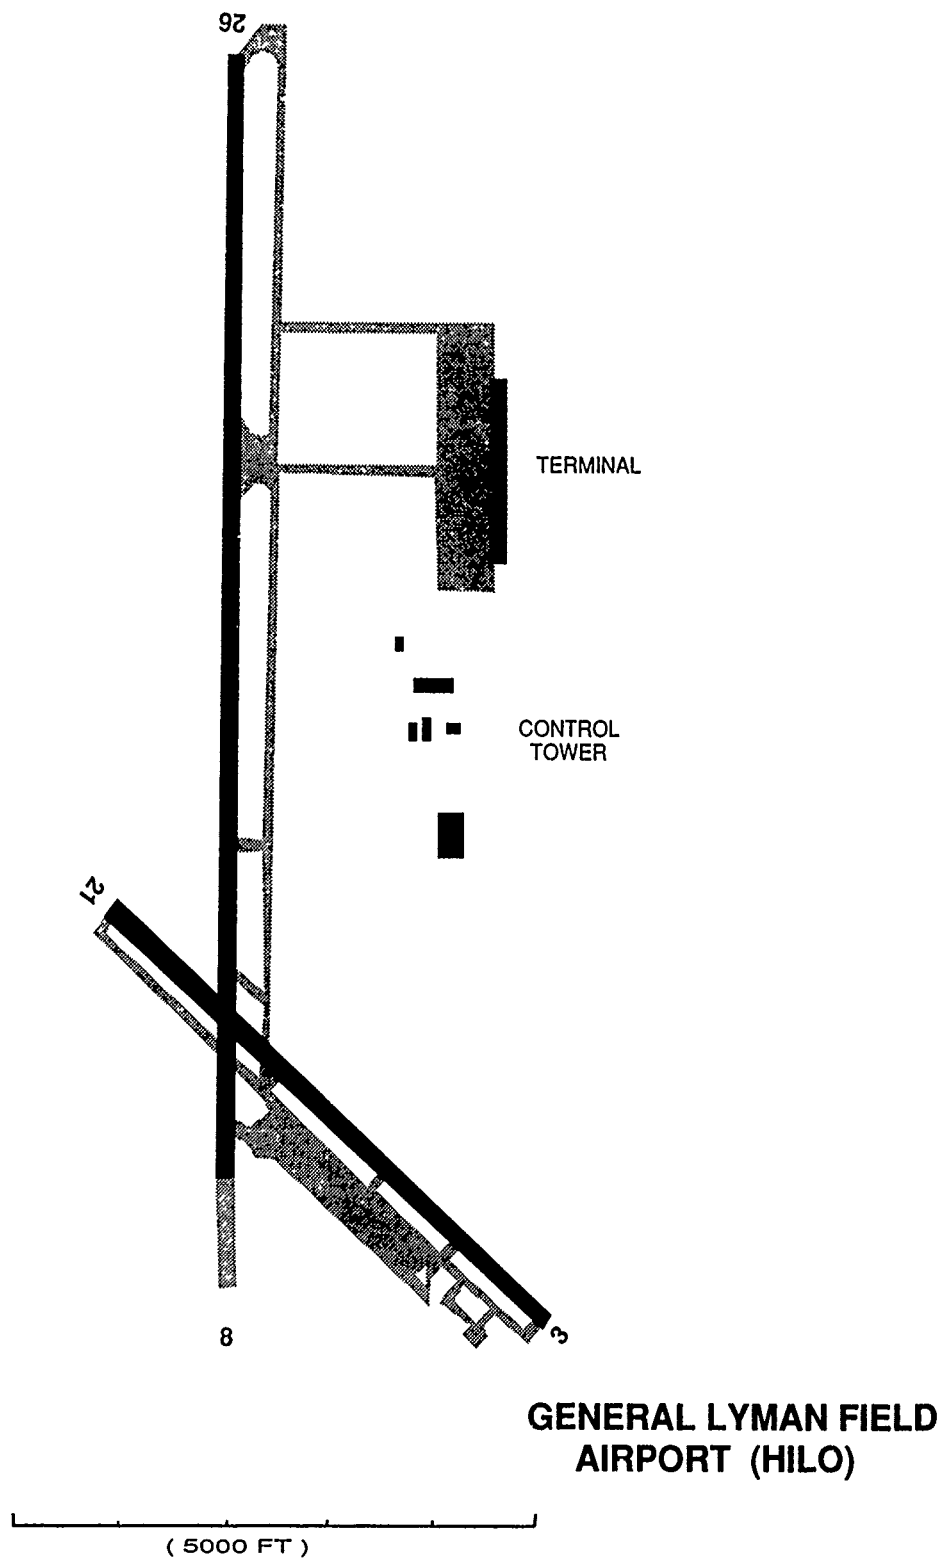 26
TERMINAL
CONTROL
TOWER
21
8
3
GENERAL LYMAN FIELD
AIRPORT (HILO)
( 5000 FT )